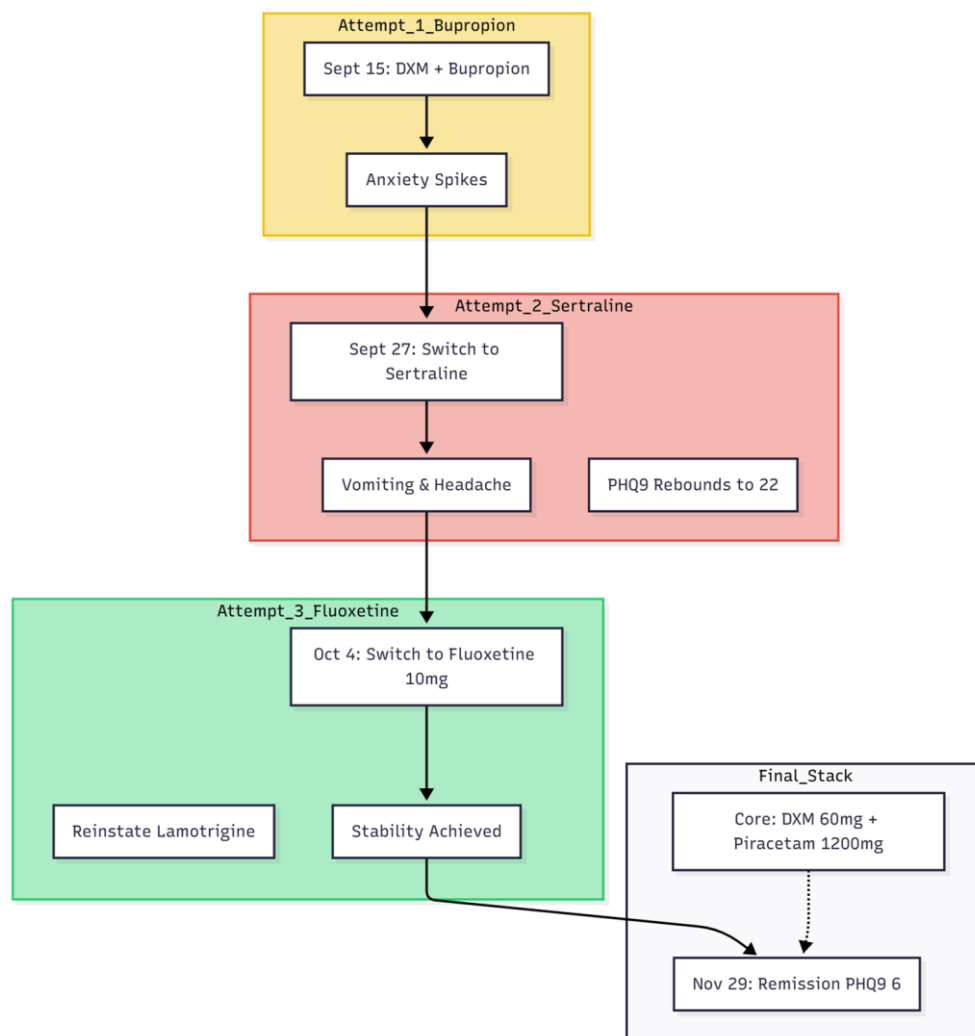 Attempt_1_Bupropion
Sept 15: DXM + Bupropion
Anxiety Spikes
Attempt_2_Sertraline
Sept 27: Switch to
Sertraline
Vomiting & Headache
PHQ9 Rebounds to 22
Attempt_3_Fluoxetine
Oct 4: Switch to Fluoxetine
10mg
Reinstate Lamotrigine
Stability Achieved
Final_Stack
Core: DXM 60mg +
Piracetam 1200mg
Nov 29: Remission PHQ9 6